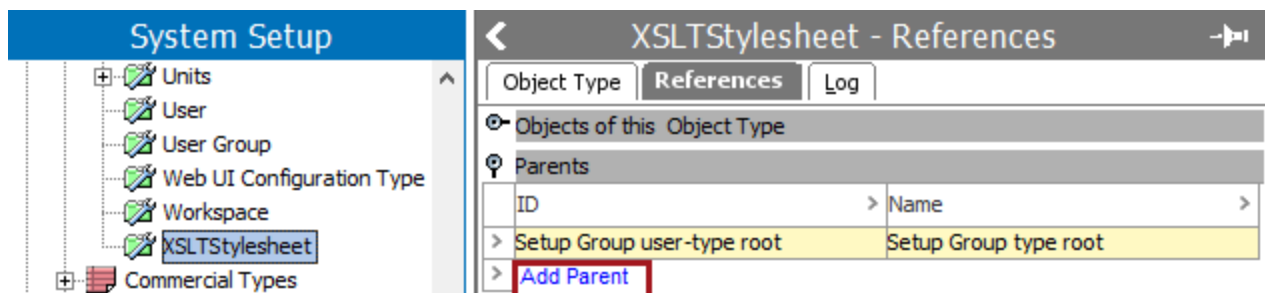 System Setup
Units
User
User Group
Web UI Configuration Type
Workspace
XSLTStylesheet
Commercial Types
XSLTStylesheet - References
Object Type References Log
Objects of this Object Type
Parents
ID > Name >
> Setup Group user-type root Setup Group type root
> Add Parent